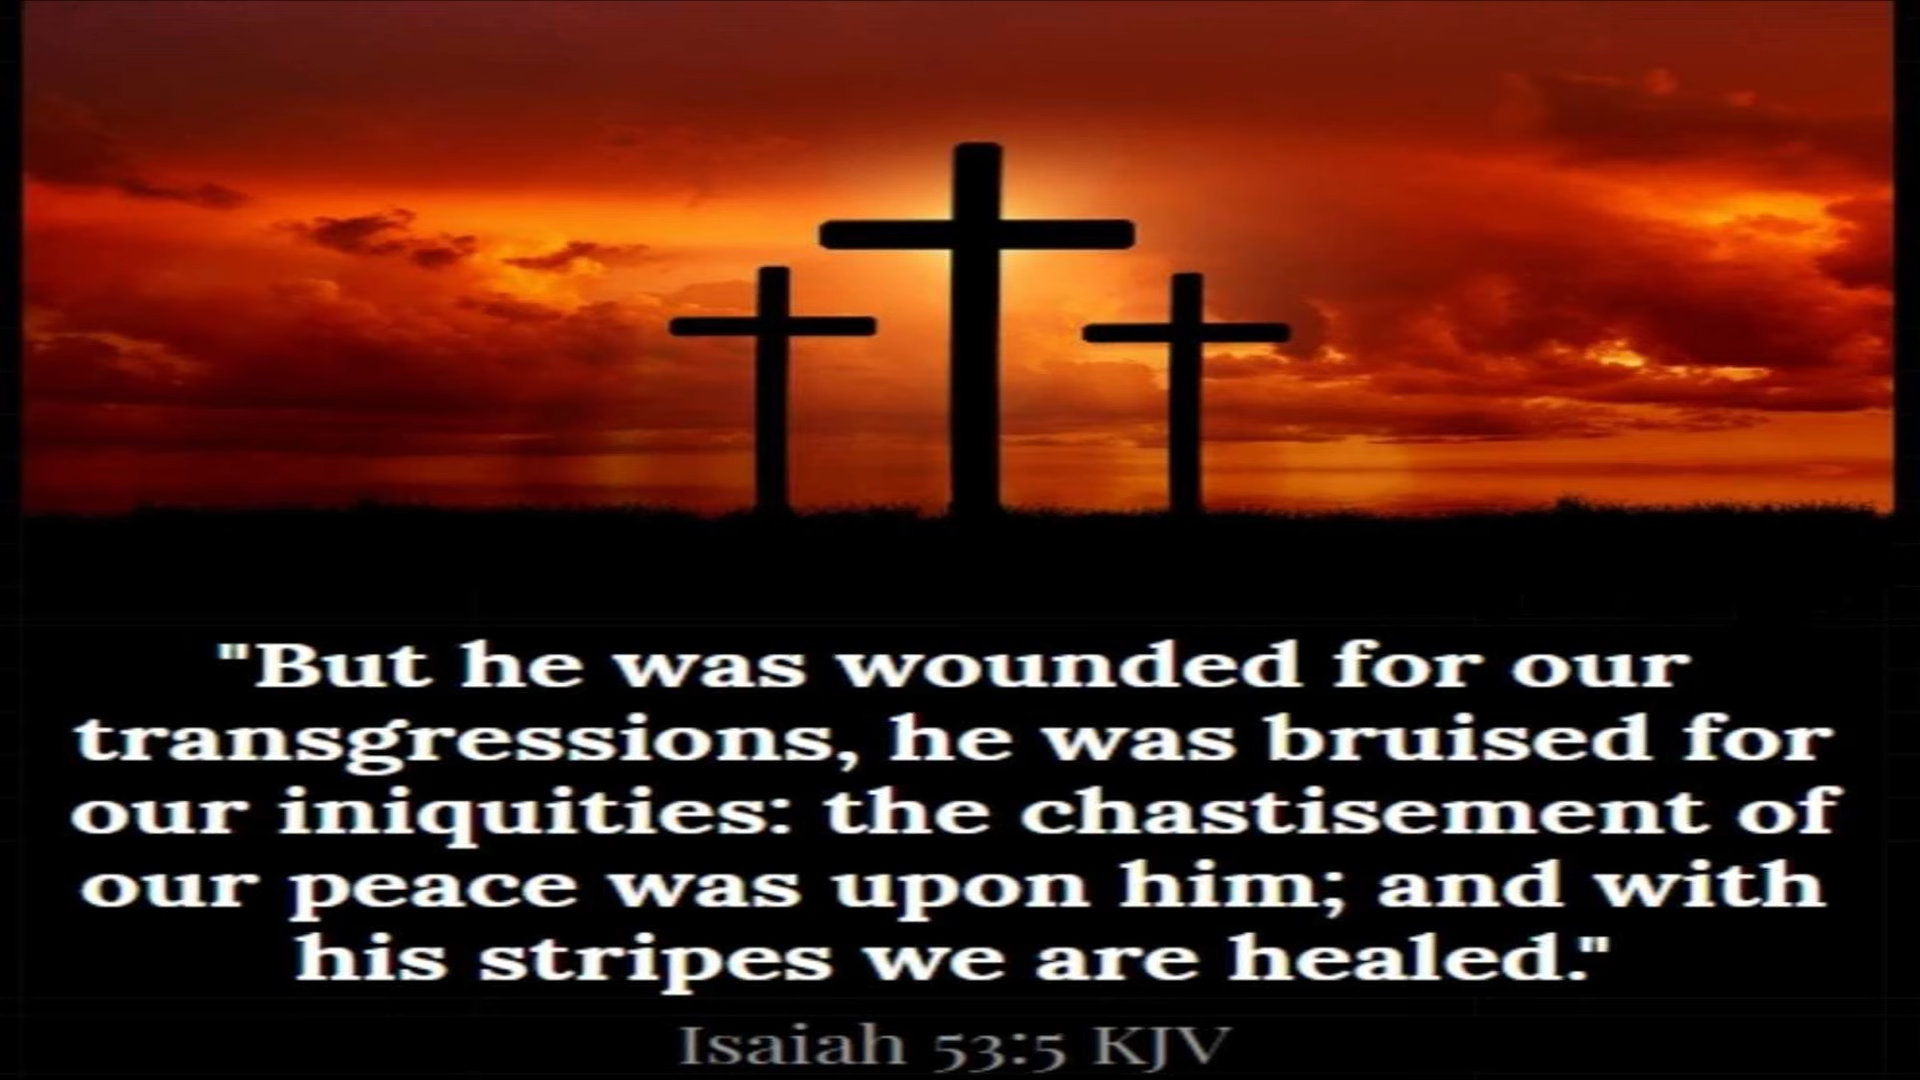 "But he was wounded for our
transgressions, he was bruised for
our iniquities: the chastisement of
our peace was upon him; and with
his stripes we are healed."
Isaiah 53:5 KJV